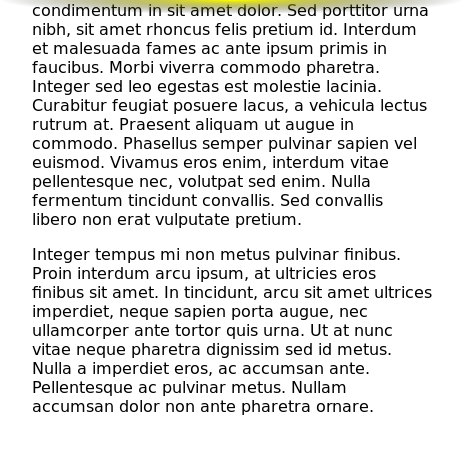 condimentum in sit amet dolor. Sed porttitor urna
nibh, sit amet rhoncus felis pretium id. Interdum
et malesuada fames ac ante ipsum primis in
faucibus. Morbi viverra commodo pharetra.
Integer sed leo egestas est molestie lacinia.
Curabitur feugiat posuere lacus, a vehicula lectus
rutrum at. Praesent aliquam ut augue in
commodo. Phasellus semper pulvinar sapien vel
euismod. Vivamus eros enim, interdum vitae
pellentesque nec, volutpat sed enim. Nulla
fermentum tincidunt convallis. Sed convallis
libero non erat vulputate pretium.
Integer tempus mi non metus pulvinar finibus.
Proin interdum arcu ipsum, at ultricies eros
finibus sit amet. In tincidunt, arcu sit amet ultrices
imperdiet, neque sapien porta augue, nec
ullamcorper ante tortor quis urna. Ut at nunc
vitae neque pharetra dignissim sed id metus.
Nulla a imperdiet eros, ac accumsan ante.
Pellentesque ac pulvinar metus. Nullam
accumsan dolor non ante pharetra ornare.